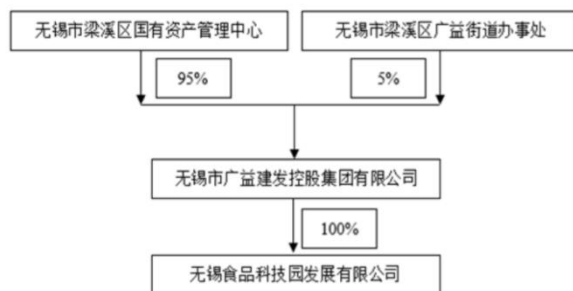 无锡市梁溪区国有资产管理中心
无锡市梁溪区广益街道办事处
95%
5%
无锡市广益建发控股集团有限公司
100%
无锡食品科技园发展有限公司